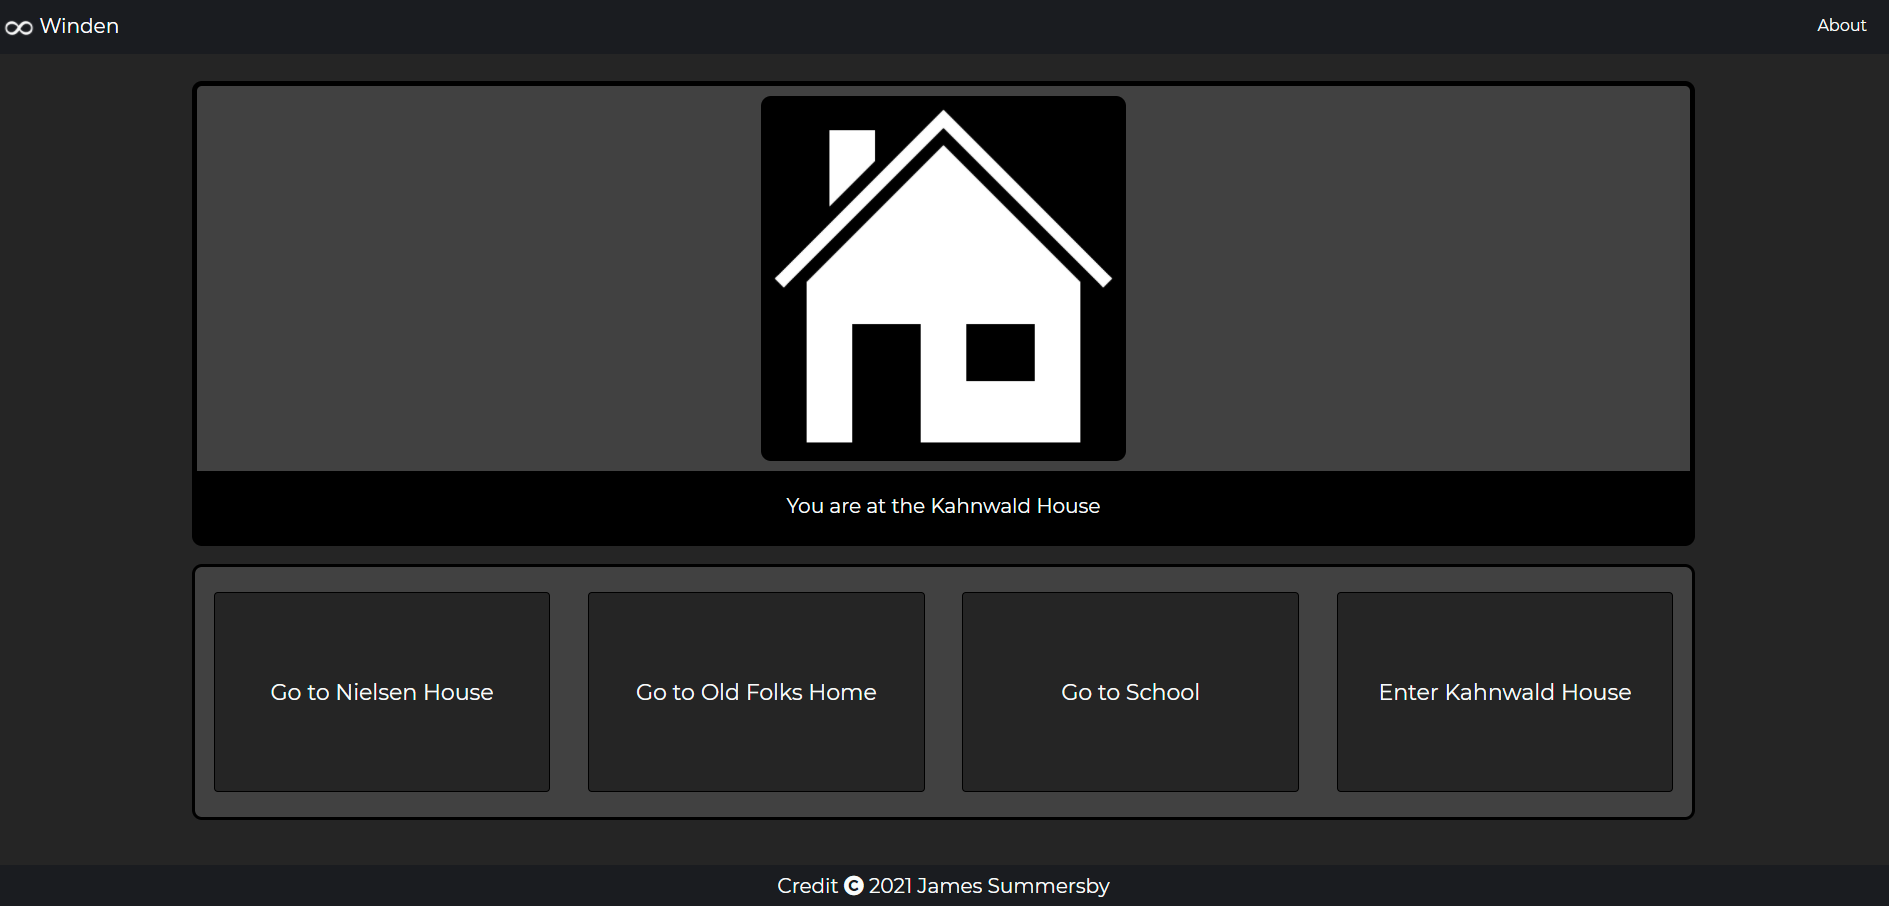 Winden
About
You are at the Kahnwald House
Go to Nielsen House
Go to Old Folks Home
Go to School
Enter Kahnwald House
Credit © 2021 James Summersby